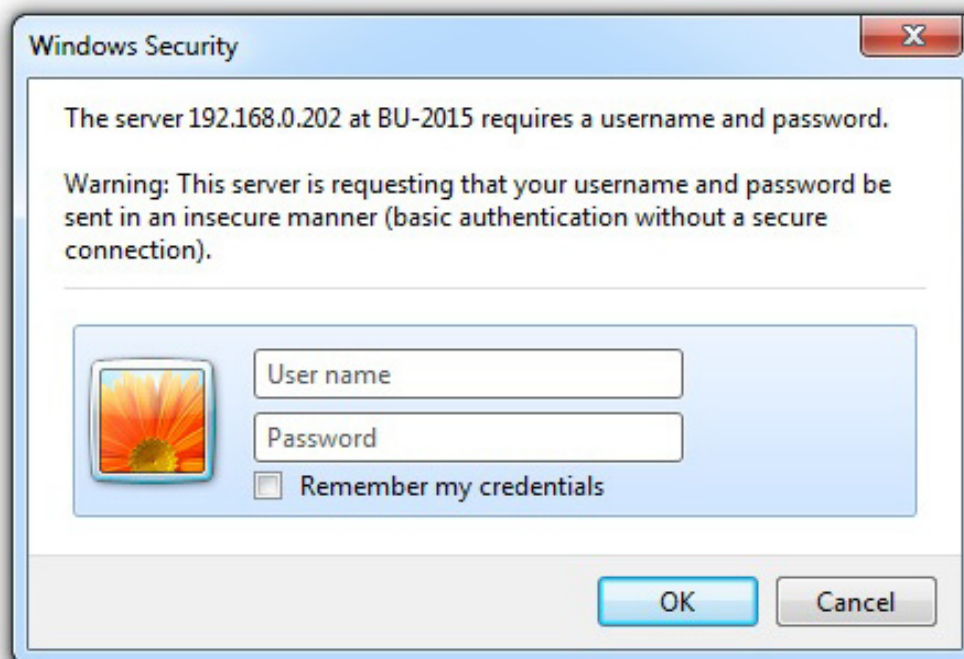 Windows Security
The server 192.168.0.202 at BU-2015 requires a username and password.
Warning: This server is requesting that your username and password be
sent in an insecure manner (basic authentication without a secure
connection).
User name
Password
Remember my credentials
OK
Cancel